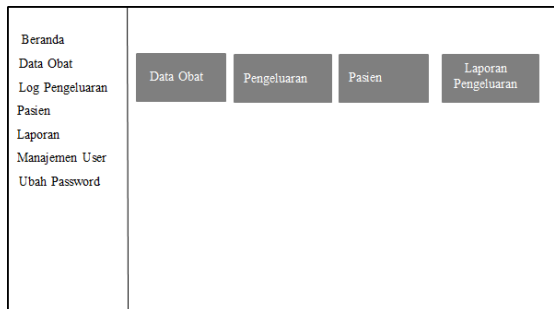 Beranda
Data Obat
Log Pengeluaran
Pasien
Laporan
Manajemen User
Ubah Password
Data Obat
Pengeluaran
Pasien
Laporan
Pengeluaran